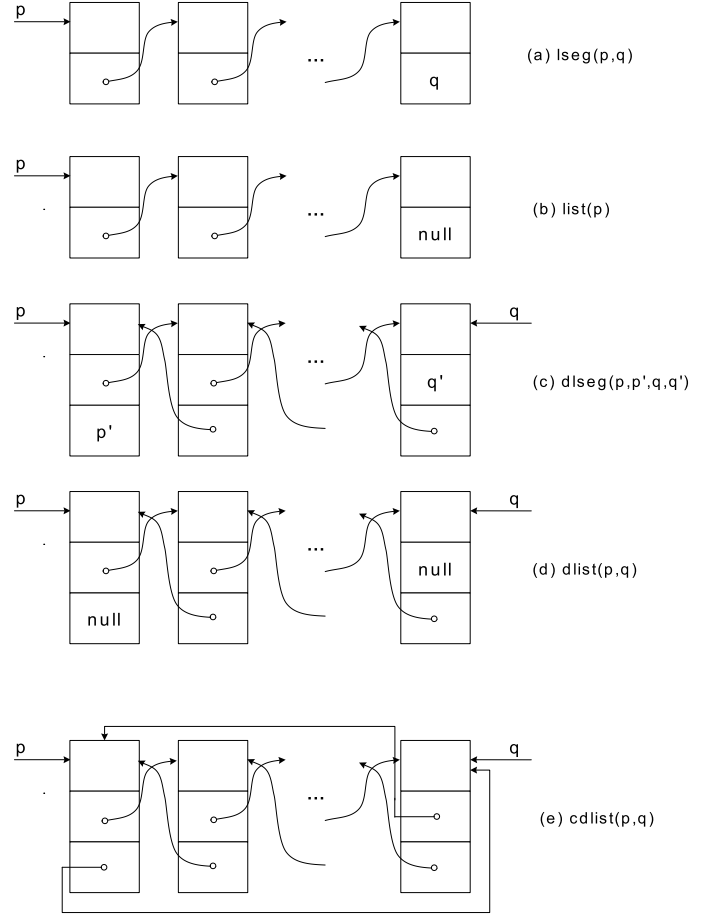 p
... (a) lseg(p,q)
q
p
... (b) list(p)
null
p q
...
q' (c) dlseg(p,p',q,q')
p'
p q
...
null (d) dlist(p,q)
null
p q
...
(e) cdlist(p,q)